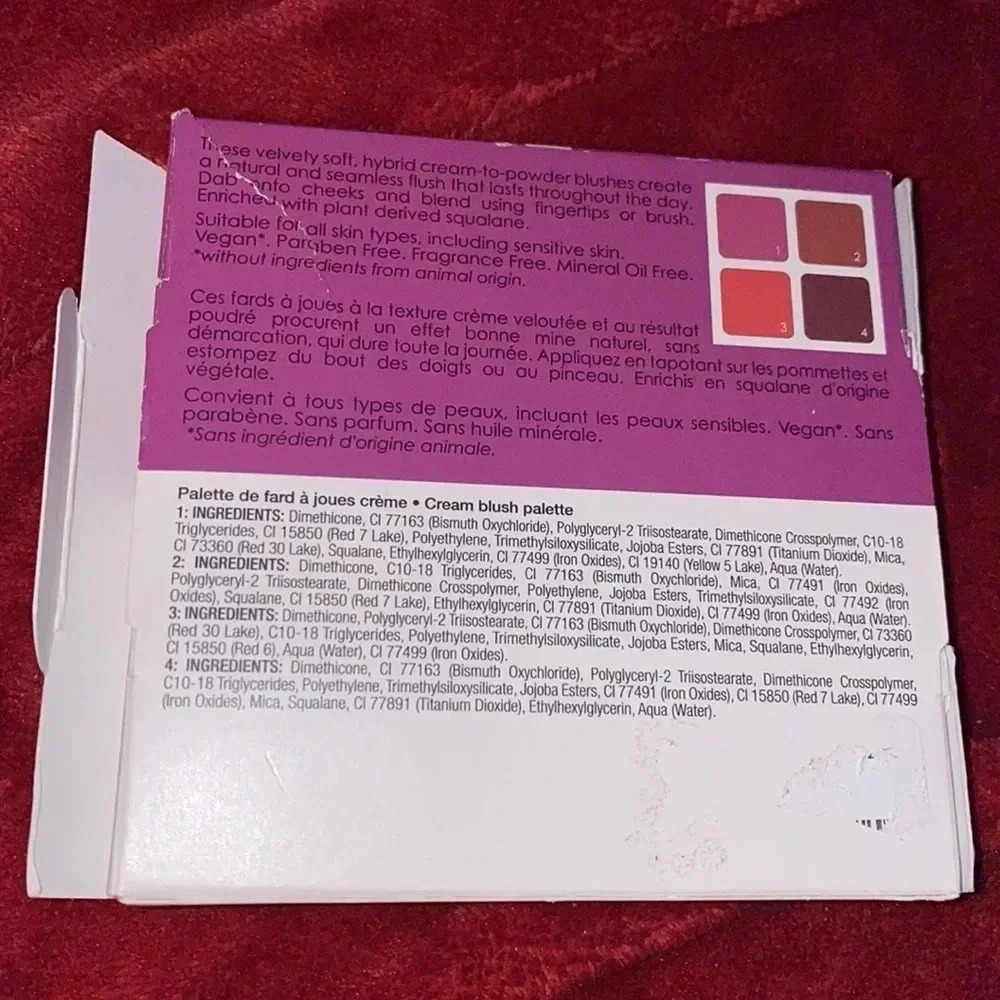 These velvety soft, hybrid cream-to-powder blushes create
a natural and seamless flush that lasts throughout the day.
Dab onto cheeks and blend using fingertips or brush.
Enriched with plant derived squalane.
Suitable for all skin types, including sensitive skin.
Vegan*. Paraben Free. Fragrance Free. Mineral Oil Free.
*without ingredients from animal origin.
1
2
3
4
Ces fards à joues à la texture crème veloutée et au résultat
poudré procurent un effet bonne mine naturel, sans
démarcation, qui dure toute la journée. Appliquez en tapotant sur les pommettes et
estompez du bout des doigts ou au pinceau. Enrichis en squalane d'origine
végétale.
Convient à tous types de peaux, incluant les peaux sensibles. Vegan*. Sans
parabène. Sans parfum. Sans huile minérale.
*Sans ingrédient d'origine animale.
Palette de fard à joues crème • Cream blush palette
1: INGREDIENTS: Dimethicone, CI 77163 (Bismuth Oxychloride), Polyglyceryl-2 Triisostearate, Dimethicone Crosspolymer, C10-18
Triglycerides, CI 15850 (Red 7 Lake), Polyethylene, Trimethylsiloxysilicate, Jojoba Esters, CI 77891 (Titanium Dioxide), Mica,
CI 73360 (Red 30 Lake), Squalane, Ethylhexylglycerin, CI 77499 (Iron Oxides), CI 19140 (Yellow 5 Lake), Aqua (Water).
2: INGREDIENTS: Dimethicone, C10-18 Triglycerides, CI 77163 (Bismuth Oxychloride), Mica, CI 77491 (Iron Oxides),
Polyglyceryl-2 Triisostearate, Dimethicone Crosspolymer, Polyethylene, Jojoba Esters, Trimethylsiloxysilicate, CI 77492 (Iron
Oxides), Squalane, CI 15850 (Red 7 Lake), Ethylhexylglycerin, CI 77891 (Titanium Dioxide), CI 77499 (Iron Oxides), Aqua (Water).
3: INGREDIENTS: Dimethicone, Polyglyceryl-2 Triisostearate, CI 77163 (Bismuth Oxychloride), Dimethicone Crosspolymer, CI 73360
(Red 30 Lake), C10-18 Triglycerides, Polyethylene, Trimethylsiloxysilicate, Jojoba Esters, Mica, Squalane, Ethylhexylglycerin,
CI 15850 (Red 6), Aqua (Water), CI 77499 (Iron Oxides).
4: INGREDIENTS: Dimethicone, CI 77163 (Bismuth Oxychloride), Polyglyceryl-2 Triisostearate, Dimethicone Crosspolymer,
C10-18 Triglycerides, Polyethylene, Trimethylsiloxysilicate, Jojoba Esters, CI 77491 (Iron Oxides), CI 15850 (Red 7 Lake), CI 77499
(Iron Oxides), Mica, Squalane, CI 77891 (Titanium Dioxide), Ethylhexylglycerin, Aqua (Water).